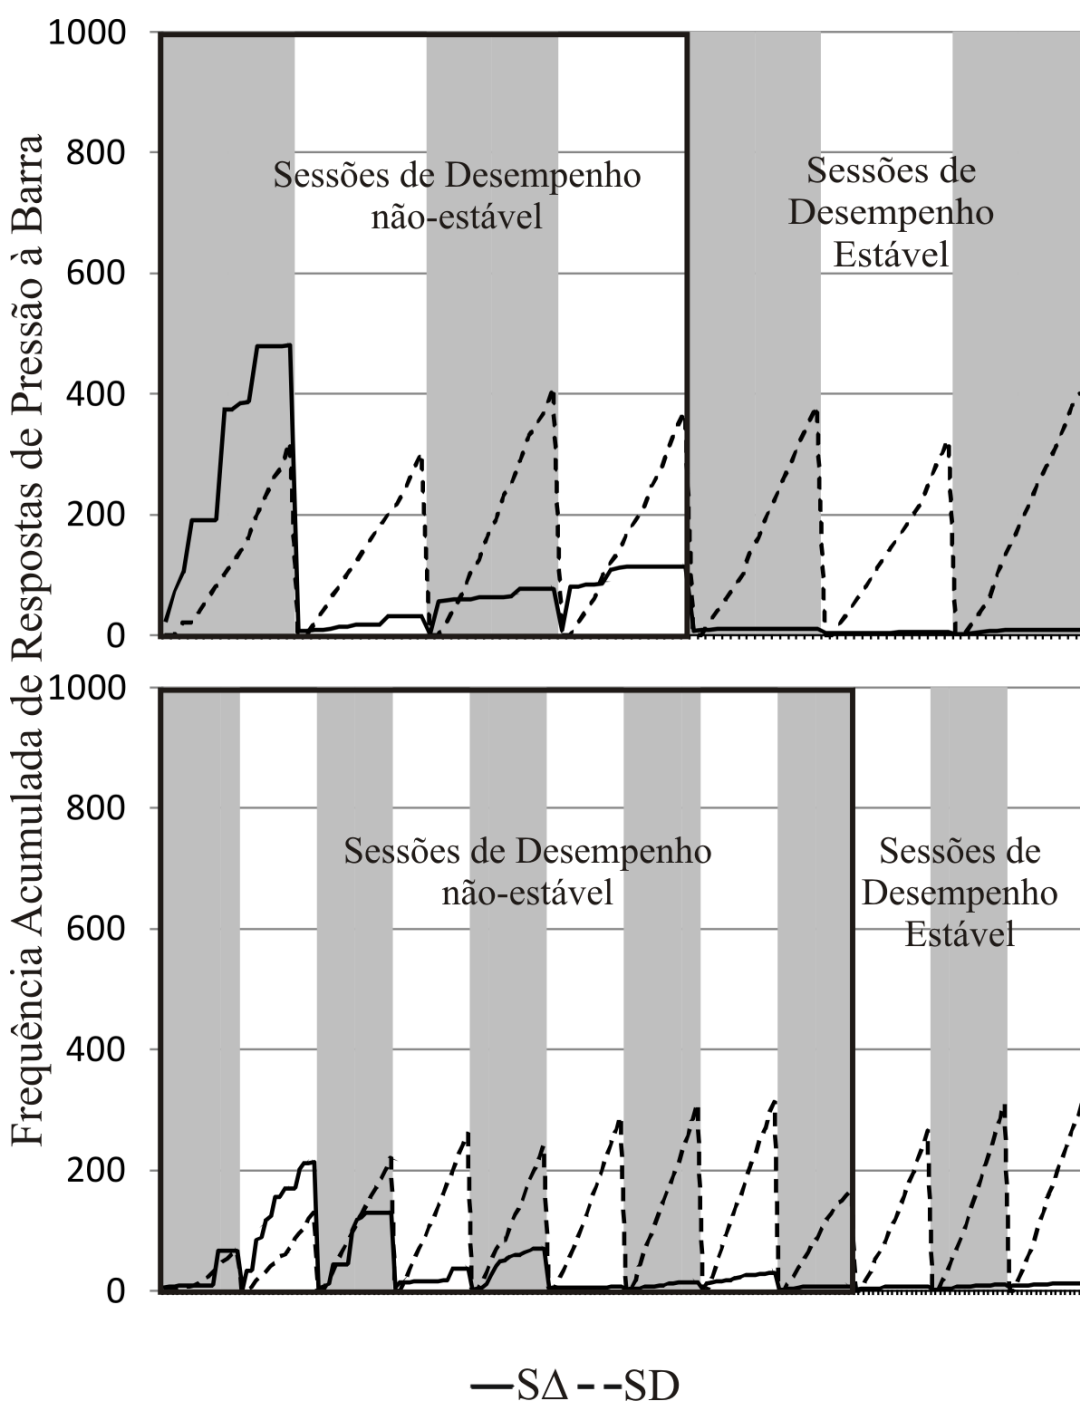 Frequência Acumulada de Respostas de Pressão à Barra
1000
800
600
400
200
0
Sessões de Desempenho
não-estável
Sessões de
Desempenho
Estável
1000
800
600
400
200
0
Sessões de Desempenho
não-estável
Sessões de
Desempenho
Estável
SΔ SD